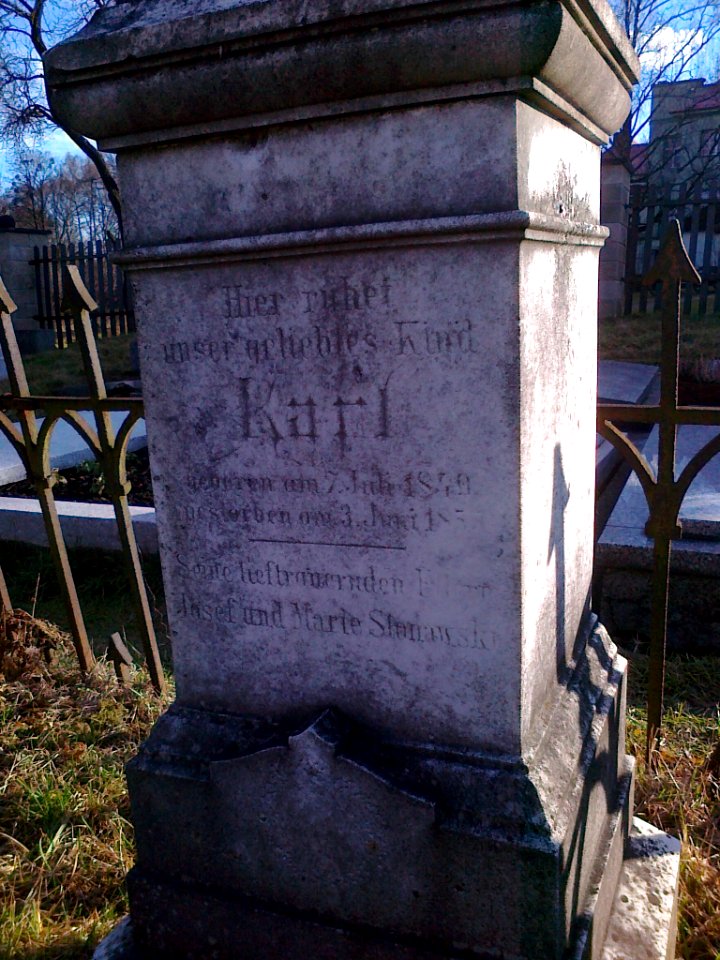 Hier ruhet
unser geliebtes Kind
Karl
geboren am 7. Juli
gestorben am 3. Juni
Seine tieftrauernden
Josef und Marie